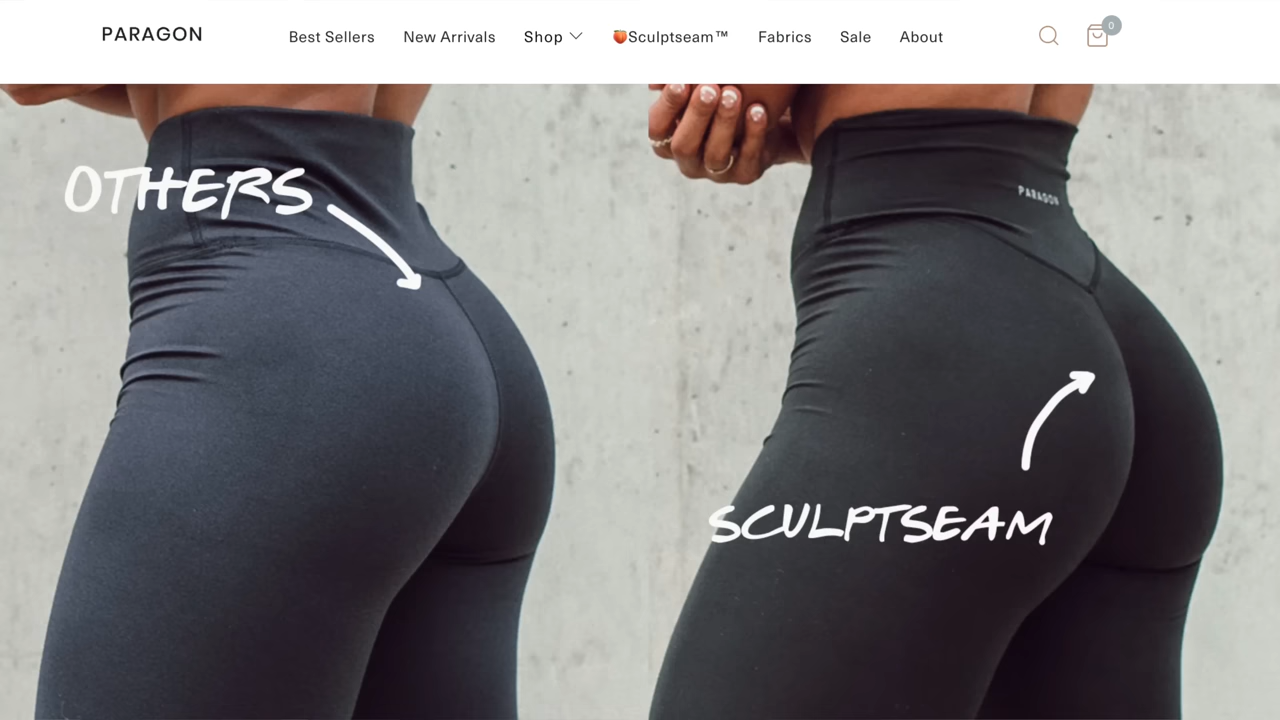 PARAGON Best Sellers New Arrivals Shop 🍑Sculptseam™ Fabrics Sale About 0
OTHERS
PARAGON
SCULPTSEAM